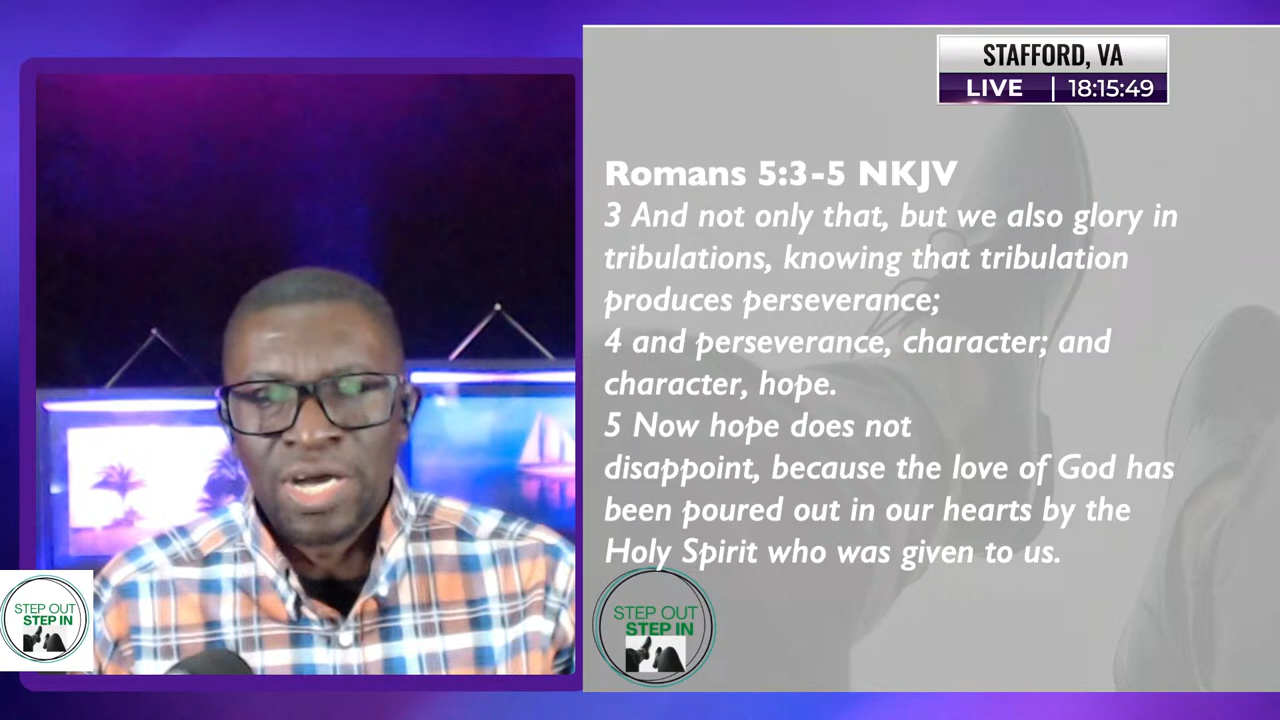 STAFFORD, VA
LIVE | 18:15:49
Romans 5:3-5 NKJV
3 And not only that, but we also glory in
tribulations, knowing that tribulation
produces perseverance;
4 and perseverance, character; and
character, hope.
5 Now hope does not
disappoint, because the love of God has
been poured out in our hearts by the
Holy Spirit who was given to us.
STEP OUT
STEP IN
STEP OUT
STEP IN